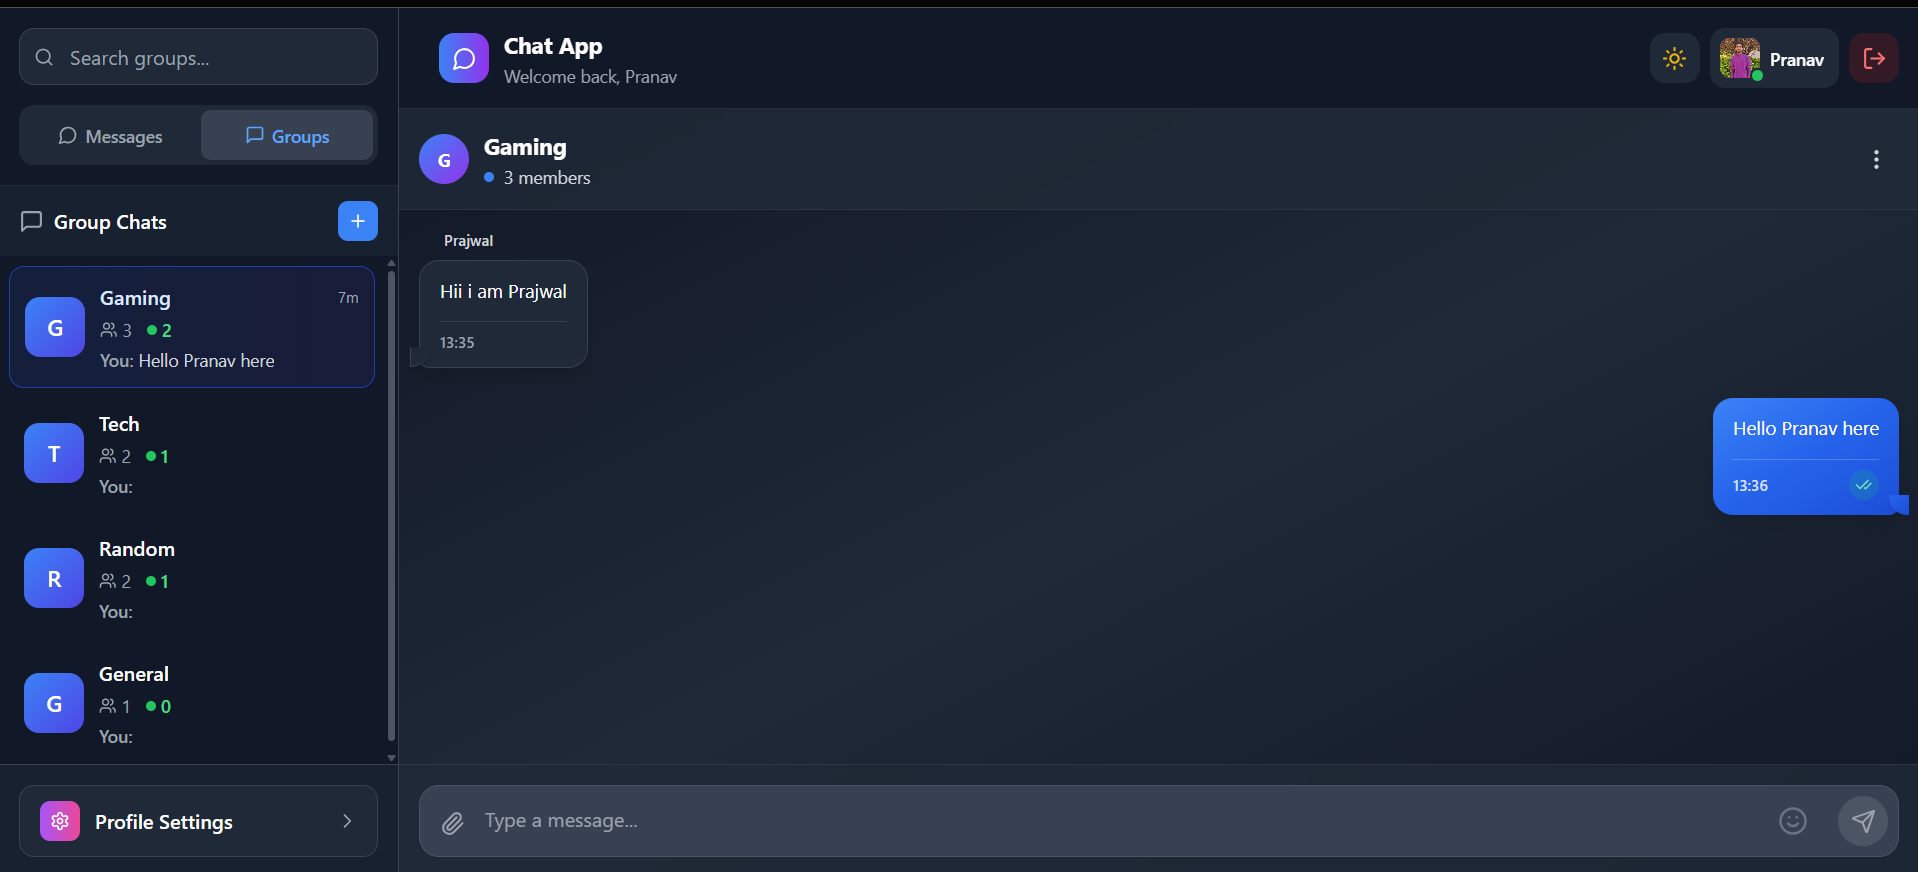 Search groups...
Messages
Groups
Group Chats
G
Gaming
7m
3
2
You: Hello Pranav here
T
Tech
2
1
You:
R
Random
2
1
You:
G
General
1
0
You:
Profile Settings
Chat App
Welcome back, Pranav
Pranav
G
Gaming
3 members
Prajwal
Hii i am Prajwal
13:35
Hello Pranav here
13:36
Type a message...